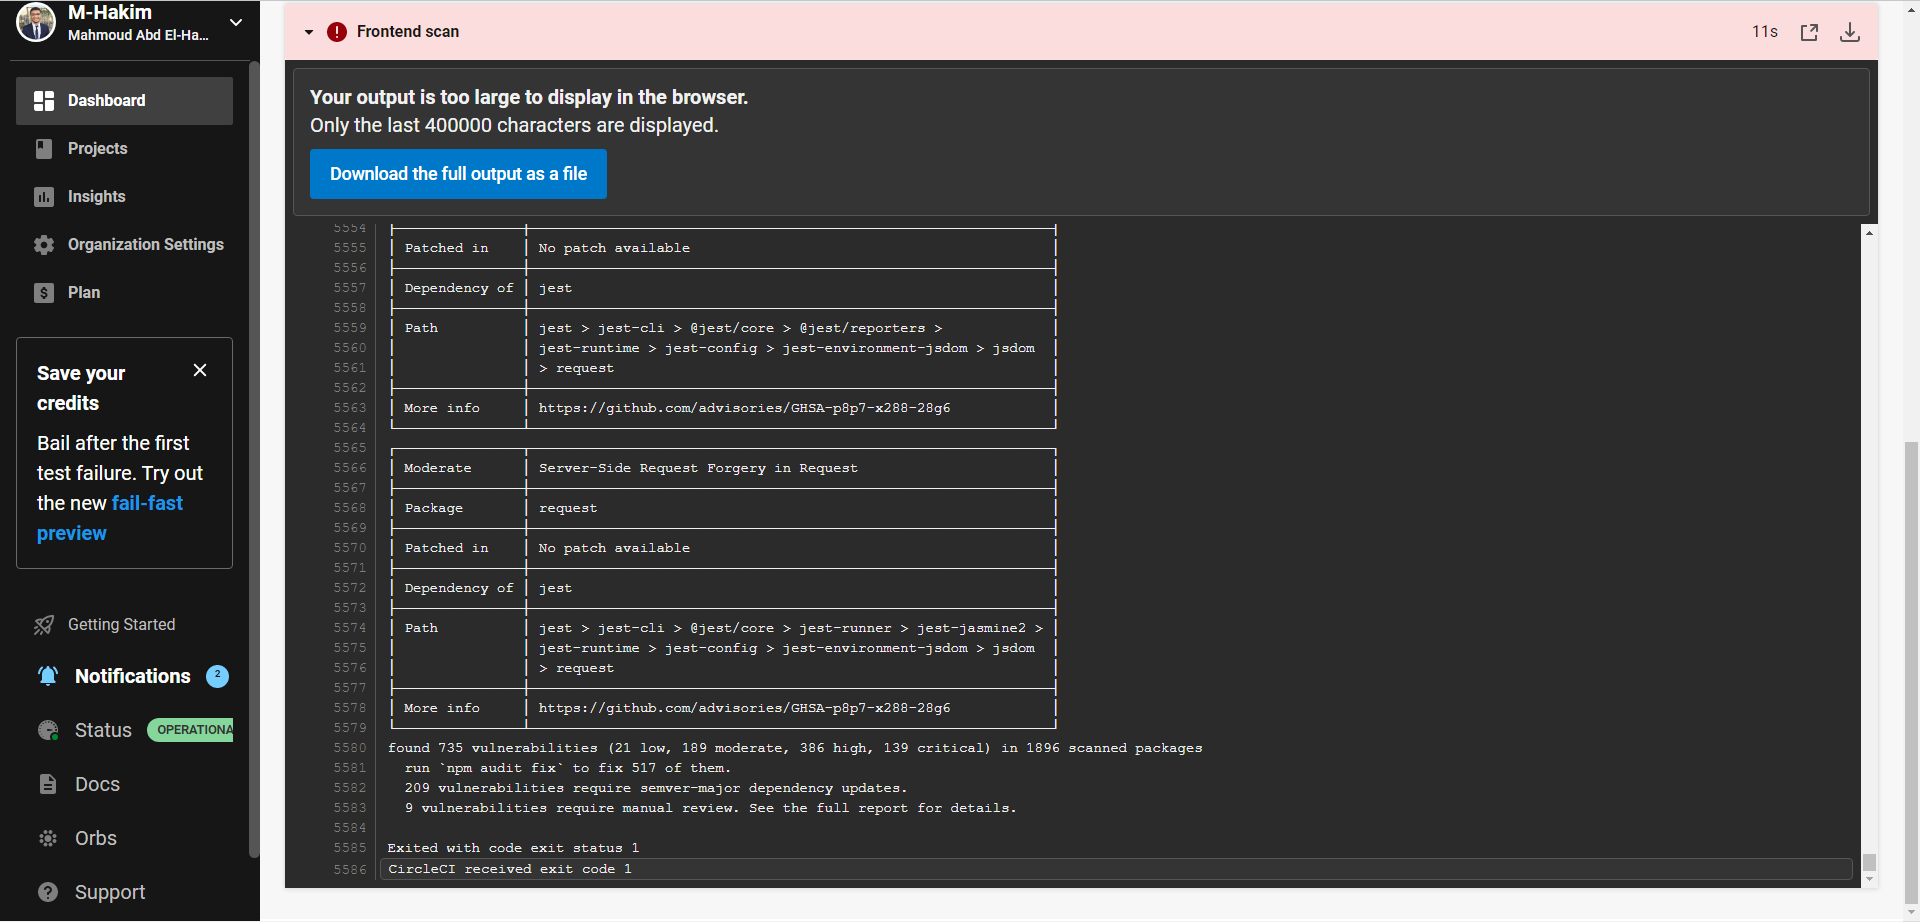 M-Hakim
Mahmoud Abd El-Ha...
Dashboard
Projects
Insights
Organization Settings
Plan
Save your
credits
Bail after the first
test failure. Try out
the new fail-fast
preview
Getting Started
Notifications 2
Status OPERATIONA
Docs
Orbs
Support
Frontend scan 11s
Your output is too large to display in the browser.
Only the last 400000 characters are displayed.
Download the full output as a file
5554
5555 Patched in No patch available
5556
5557 Dependency of jest
5558
5559 Path jest > jest-cli > @jest/core > @jest/reporters >
5560 jest-runtime > jest-config > jest-environment-jsdom > jsdom
5561 > request
5562
5563 More info https://github.com/advisories/GHSA-p8p7-x288-28g6
5564
5565
5566 Moderate Server-Side Request Forgery in Request
5567
5568 Package request
5569
5570 Patched in No patch available
5571
5572 Dependency of jest
5573
5574 Path jest > jest-cli > @jest/core > jest-runner > jest-jasmine2 >
5575 jest-runtime > jest-config > jest-environment-jsdom > jsdom
5576 > request
5577
5578 More info https://github.com/advisories/GHSA-p8p7-x288-28g6
5579
5580 found 735 vulnerabilities (21 low, 189 moderate, 386 high, 139 critical) in 1896 scanned packages
5581 run `npm audit fix` to fix 517 of them.
5582 209 vulnerabilities require semver-major dependency updates.
5583 9 vulnerabilities require manual review. See the full report for details.
5584
5585 Exited with code exit status 1
5586 CircleCI received exit code 1